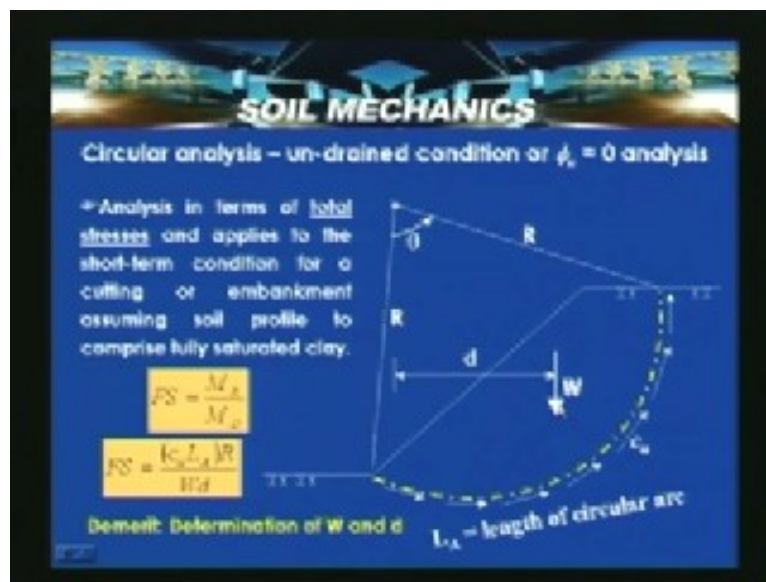 SOIL MECHANICS
Circular analysis – un-drained condition or ϕu = 0 analysis
Analysis in terms of total
stresses and applies to the
short-term condition for a
cutting or embankment
assuming soil profile to
comprise fully saturated clay.
FS = MR / MD
FS = (cu LA)R / Wd
Demerit: Determination of W and d
θ
R
R
d
W
cu
LA = length of circular arc